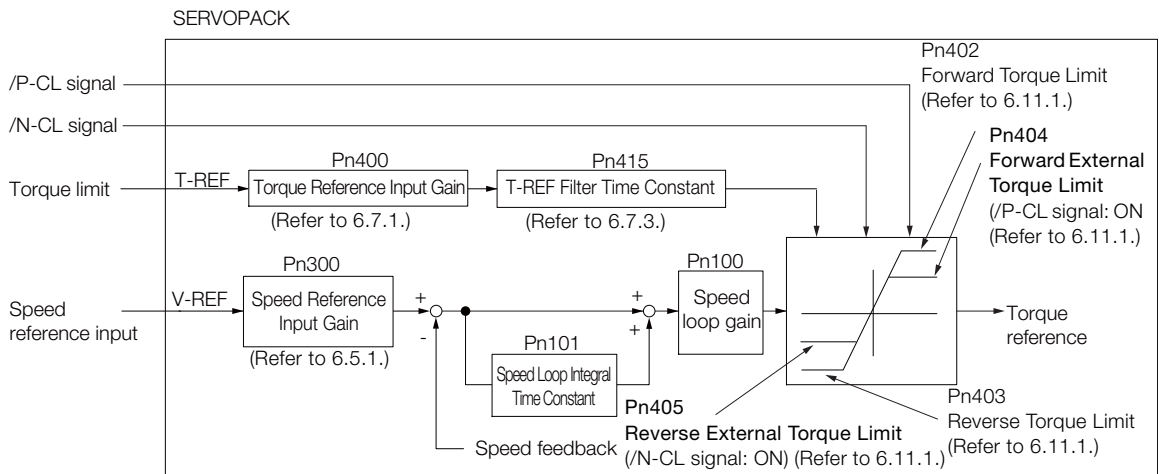 SERVOPACK
/P-CL signal
/N-CL signal
Torque limit
T-REF
Pn400
Torque Reference Input Gain
(Refer to 6.7.1.)
Pn415
T-REF Filter Time Constant
(Refer to 6.7.3.)
Pn402
Forward Torque Limit
(Refer to 6.11.1.)
Pn404
Forward External
Torque Limit
(/P-CL signal: ON
(Refer to 6.11.1.)
Speed
reference input
V-REF
Pn300
Speed Reference
Input Gain
(Refer to 6.5.1.)
+
-
Pn101
Speed Loop Integral
Time Constant
+
+
Pn100
Speed
loop gain
Torque
reference
Speed feedback
Pn405
Reverse External Torque Limit
(/N-CL signal: ON) (Refer to 6.11.1.)
Pn403
Reverse Torque Limit
(Refer to 6.11.1.)